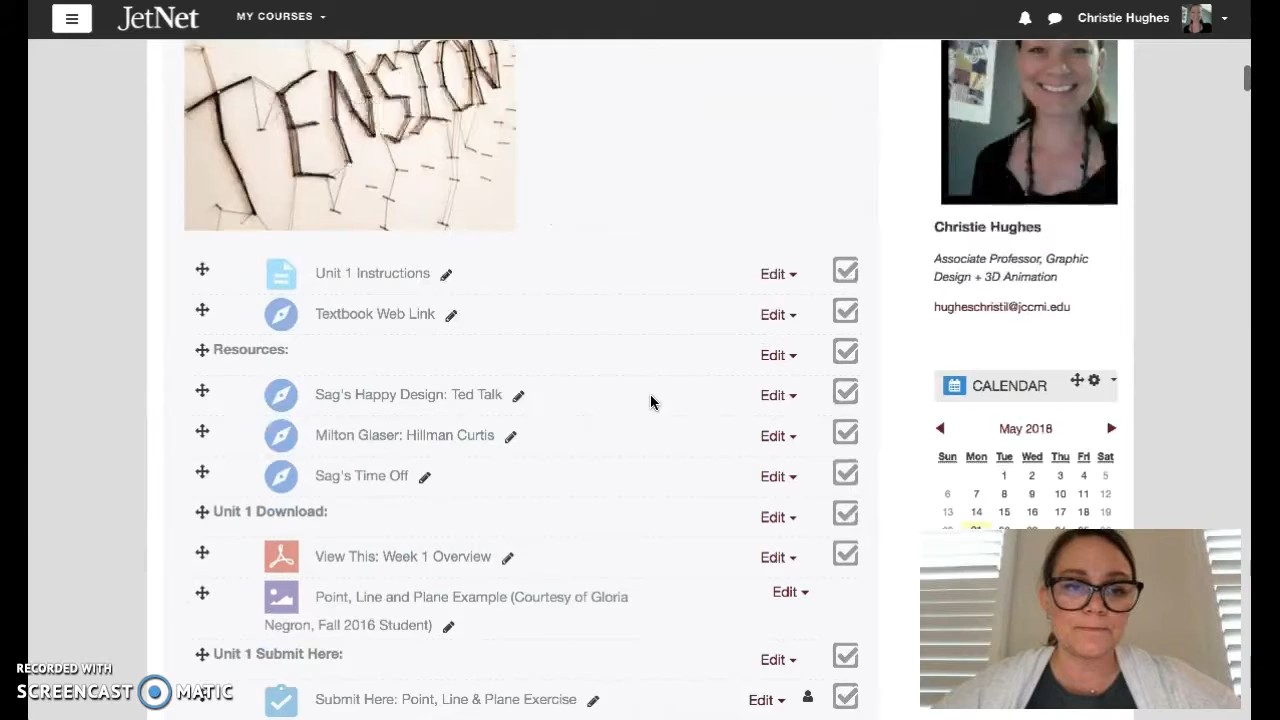 JetNet
MY COURSES
Christie Hughes
TENSION
Christie Hughes
Associate Professor, Graphic
Design + 3D Animation
hugheschristil@jccmi.edu
Unit 1 Instructions
Edit
Textbook Web Link
Edit
Resources:
Edit
Sag's Happy Design: Ted Talk
Edit
Milton Glaser: Hillman Curtis
Edit
Sag's Time Off
Edit
Unit 1 Download:
Edit
View This: Week 1 Overview
Edit
Point, Line and Plane Example (Courtesy of Gloria
Negron, Fall 2016 Student)
Edit
Unit 1 Submit Here:
Edit
Submit Here: Point, Line & Plane Exercise
Edit
CALENDAR
May 2018
Sun Mon Tue Wed Thu Fri Sat
1 2 3 4 5
6 7 8 9 10 11 12
13 14 15 16 17 18 19
RECORDED WITH
SCREENCAST MATIC